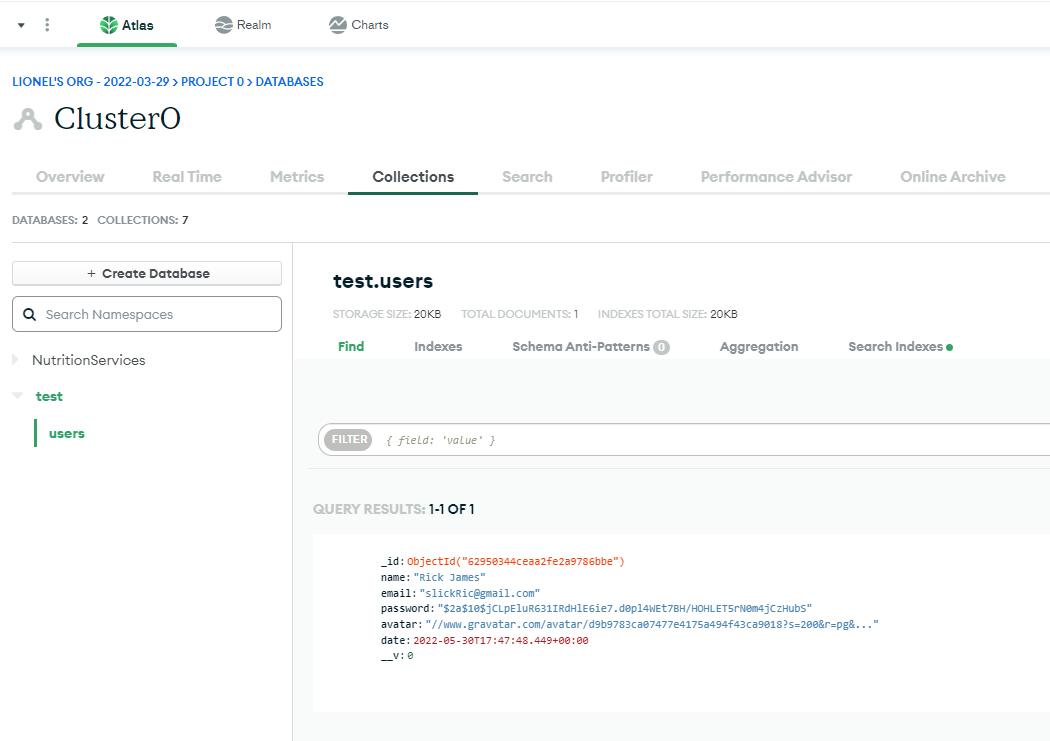 Atlas
Realm
Charts
LIONEL'S ORG - 2022-03-29 > PROJECT 0 > DATABASES
Cluster0
Overview
Real Time
Metrics
Collections
Search
Profiler
Performance Advisor
Online Archive
DATABASES: 2 COLLECTIONS: 7
+ Create Database
Search Namespaces
NutritionServices
test
users
test.users
STORAGE SIZE: 20KB TOTAL DOCUMENTS: 1 INDEXES TOTAL SIZE: 20KB
Find
Indexes
Schema Anti-Patterns 0
Aggregation
Search Indexes
FILTER { field: 'value' }
QUERY RESULTS: 1-1 OF 1
_id: ObjectId("62950344ceaa2fe2a9786bbe")
name: "Rick James"
email: "slickRic@gmail.com"
password: "$2a$10$jCLpEluR631IRdHlE6ie7.d0pl4WEt7BH/HOHLET5rN0m4jCzHubS"
avatar: "//www.gravatar.com/avatar/d9b9783ca07477e4175a494f43ca9018?s=200&r=pg&..."
date: 2022-05-30T17:47:48.449+00:00
__v: 0